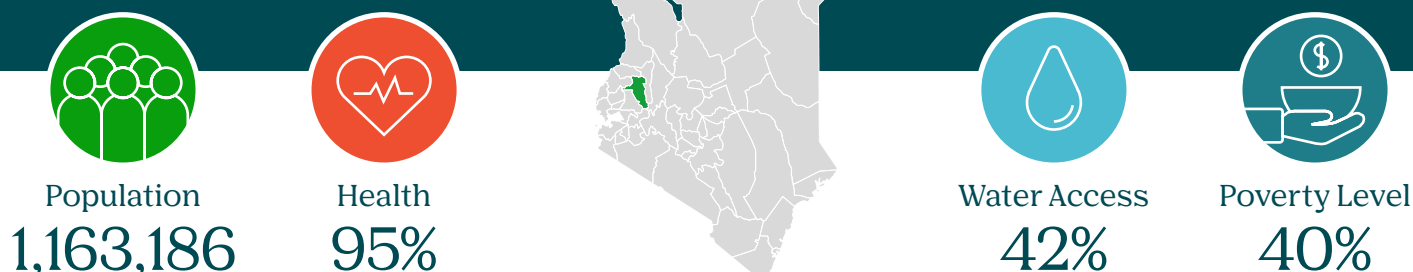 $
Population
Health
Water Access
Poverty Level
1,163,186
95%
42%
40%